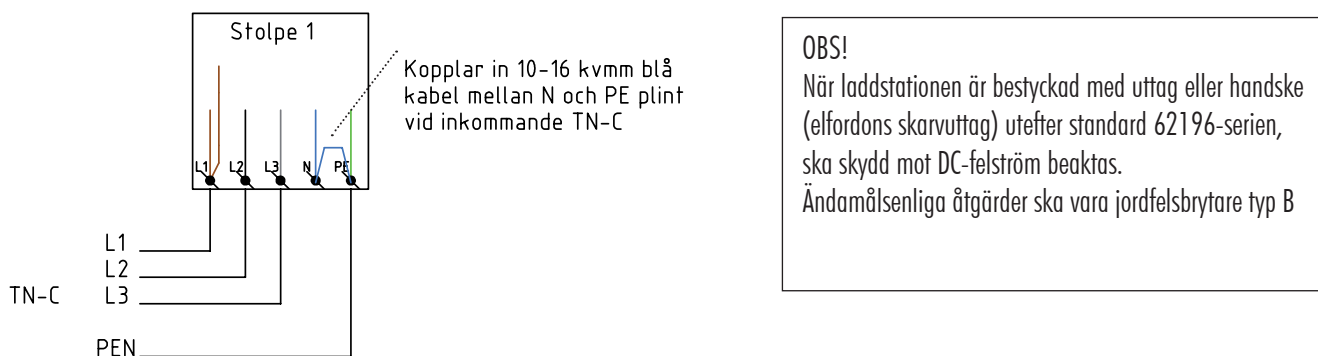 Stolpe 1
Kopplar in 10-16 kvmm blå
kabel mellan N och PE plint
vid inkommande TN-C
L1 L2 L3 N PE
L1
L2
TN-C L3
PEN
OBS!
När laddstationen är bestyckad med uttag eller handske
(elfordons skarvuttag) utefter standard 62196-serien,
ska skydd mot DC-felström beaktas.
Ändamålsenliga åtgärder ska vara jordfelsbrytare typ B